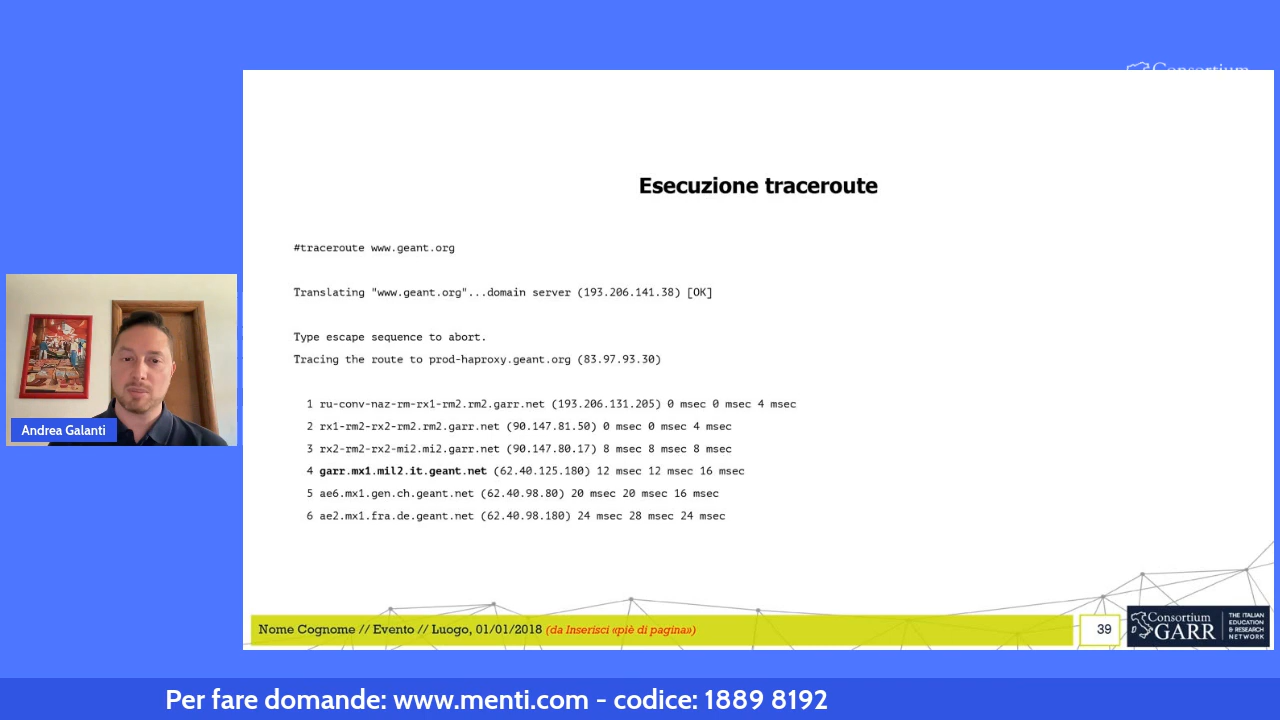 Consortium
Esecuzione traceroute
#traceroute www.geant.org
Translating "www.geant.org"...domain server (193.206.141.38) [OK]
Type escape sequence to abort.
Tracing the route to prod-haproxy.geant.org (83.97.93.30)
1 ru-conv-naz-rm-rx1-rm2.rm2.garr.net (193.206.131.205) 0 msec 0 msec 4 msec
2 rx1-rm2-rx2-rm2.rm2.garr.net (90.147.81.50) 0 msec 0 msec 4 msec
3 rx2-rm2-rx2-mi2.mi2.garr.net (90.147.80.17) 8 msec 8 msec 8 msec
4 garr.mx1.mil2.it.geant.net (62.40.125.180) 12 msec 12 msec 16 msec
5 ae6.mx1.gen.ch.geant.net (62.40.98.80) 20 msec 20 msec 16 msec
6 ae2.mx1.fra.de.geant.net (62.40.98.180) 24 msec 28 msec 24 msec
Andrea Galanti
Nome Cognome // Evento // Luogo, 01/01/2018 (da Inserisci «piè di pagina»)
39
Consortium
GARR
THE ITALIAN
EDUCATION
& RESEARCH
NETWORK
Per fare domande: www.menti.com - codice: 1889 8192